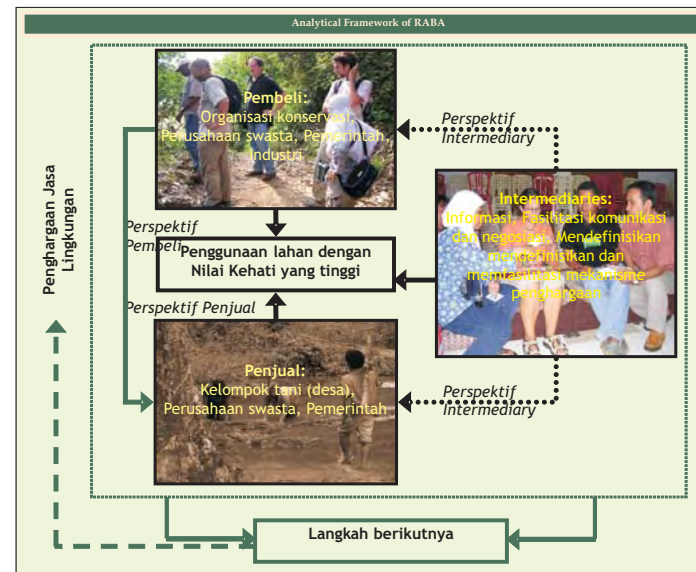 Analytical Framework of RABA
Pembeli:
Organisasi konservasi,
Perusahaan swasta, Pemerintah,
Industri
Perspektif
Intermediary
Intermediaries:
Informasi, Fasilitasi komunikasi
dan negosiasi, Mendefinisikan
mendefinisikan dan
memfasilitasi mekanisme
penghargaan
Penghargaan Jasa
Lingkungan
Perspektif
Pembeli
Penggunaan lahan dengan
Nilai Kehati yang tinggi
Perspektif Penjual
Penjual:
Kelompok tani (desa),
Perusahaan swasta, Pemerintah
Perspektif
Intermediary
Langkah berikutnya